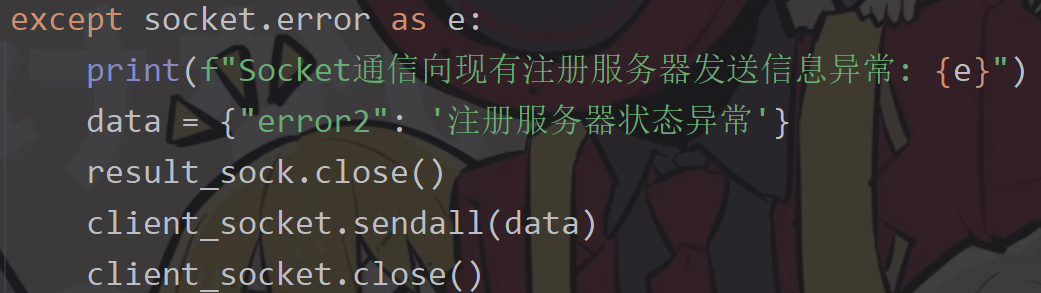 except socket.error as e:
print(f"Socket通信向现有注册服务器发送信息异常: {e}")
data = {"error2": '注册服务器状态异常'}
result_sock.close()
client_socket.sendall(data)
client_socket.close()